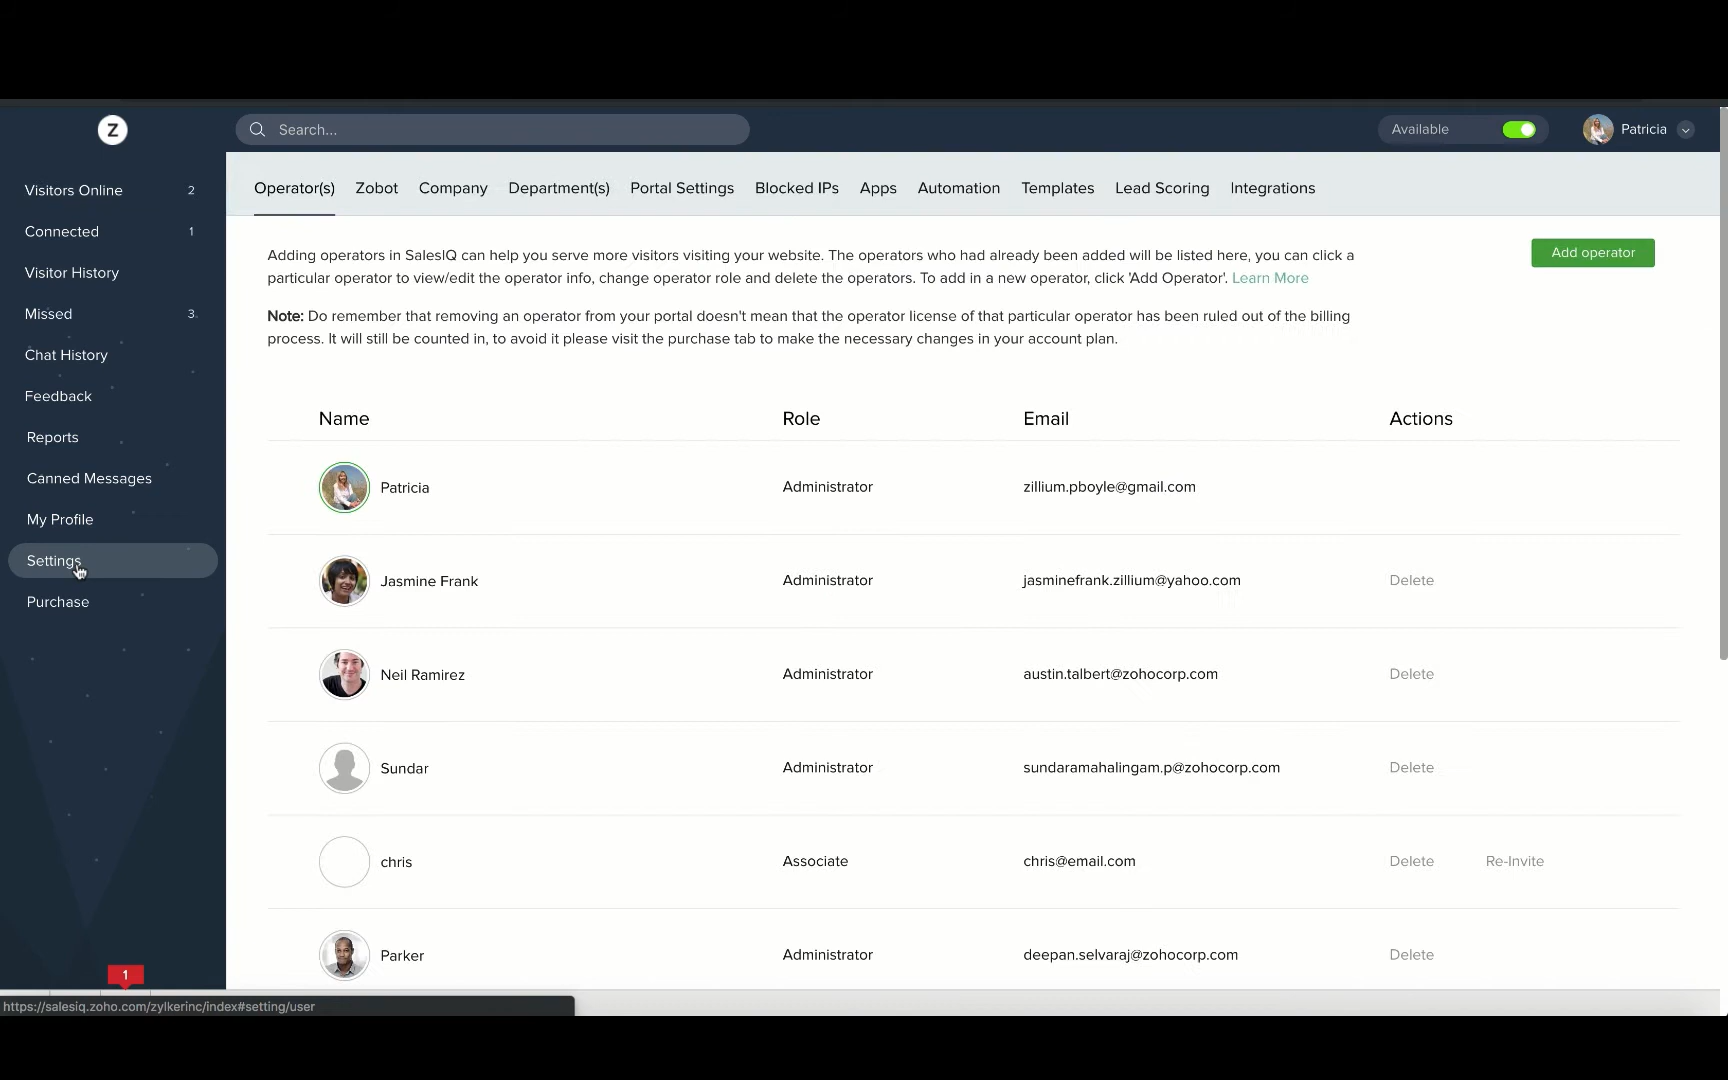 Z
Search...
Available
Patricia
Visitors Online 2
Connected 1
Visitor History
Missed 3
Chat History
Feedback
Reports
Canned Messages
My Profile
Settings
Purchase
1
Operator(s) Zobot Company Department(s) Portal Settings Blocked IPs Apps Automation Templates Lead Scoring Integrations
Adding operators in SalesIQ can help you serve more visitors visiting your website. The operators who had already been added will be listed here, you can click a
particular operator to view/edit the operator info, change operator role and delete the operators. To add in a new operator, click 'Add Operator'. Learn More
Add operator
Note: Do remember that removing an operator from your portal doesn't mean that the operator license of that particular operator has been ruled out of the billing
process. It will still be counted in, to avoid it please visit the purchase tab to make the necessary changes in your account plan.
Name Role Email Actions
Patricia Administrator zillium.pboyle@gmail.com
Jasmine Frank Administrator jasminefrank.zillium@yahoo.com Delete
Neil Ramirez Administrator austin.talbert@zohocorp.com Delete
Sundar Administrator sundaramahalingam.p@zohocorp.com Delete
chris Associate chris@email.com Delete Re-Invite
Parker Administrator deepan.selvaraj@zohocorp.com Delete
https://salesiq.zoho.com/zylkerinc/index#setting/user